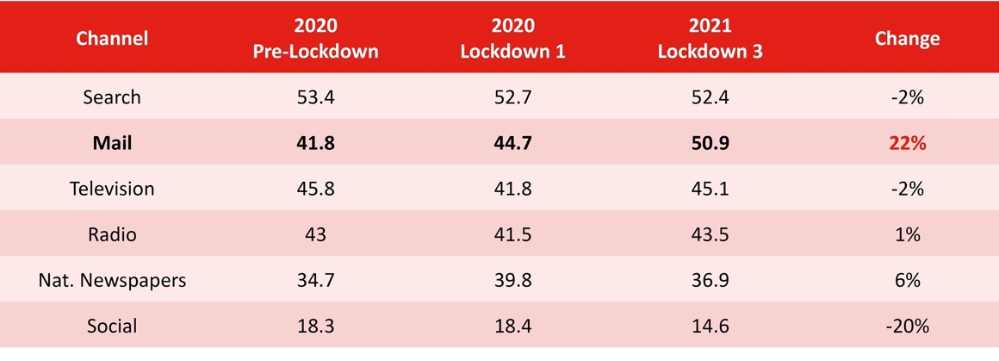 Channel 2020 Pre-Lockdown 2020 Lockdown 1 2021 Lockdown 3 Change
Search 53.4 52.7 52.4 -2%
Mail 41.8 44.7 50.9 22%
Television 45.8 41.8 45.1 -2%
Radio 43 41.5 43.5 1%
Nat. Newspapers 34.7 39.8 36.9 6%
Social 18.3 18.4 14.6 -20%